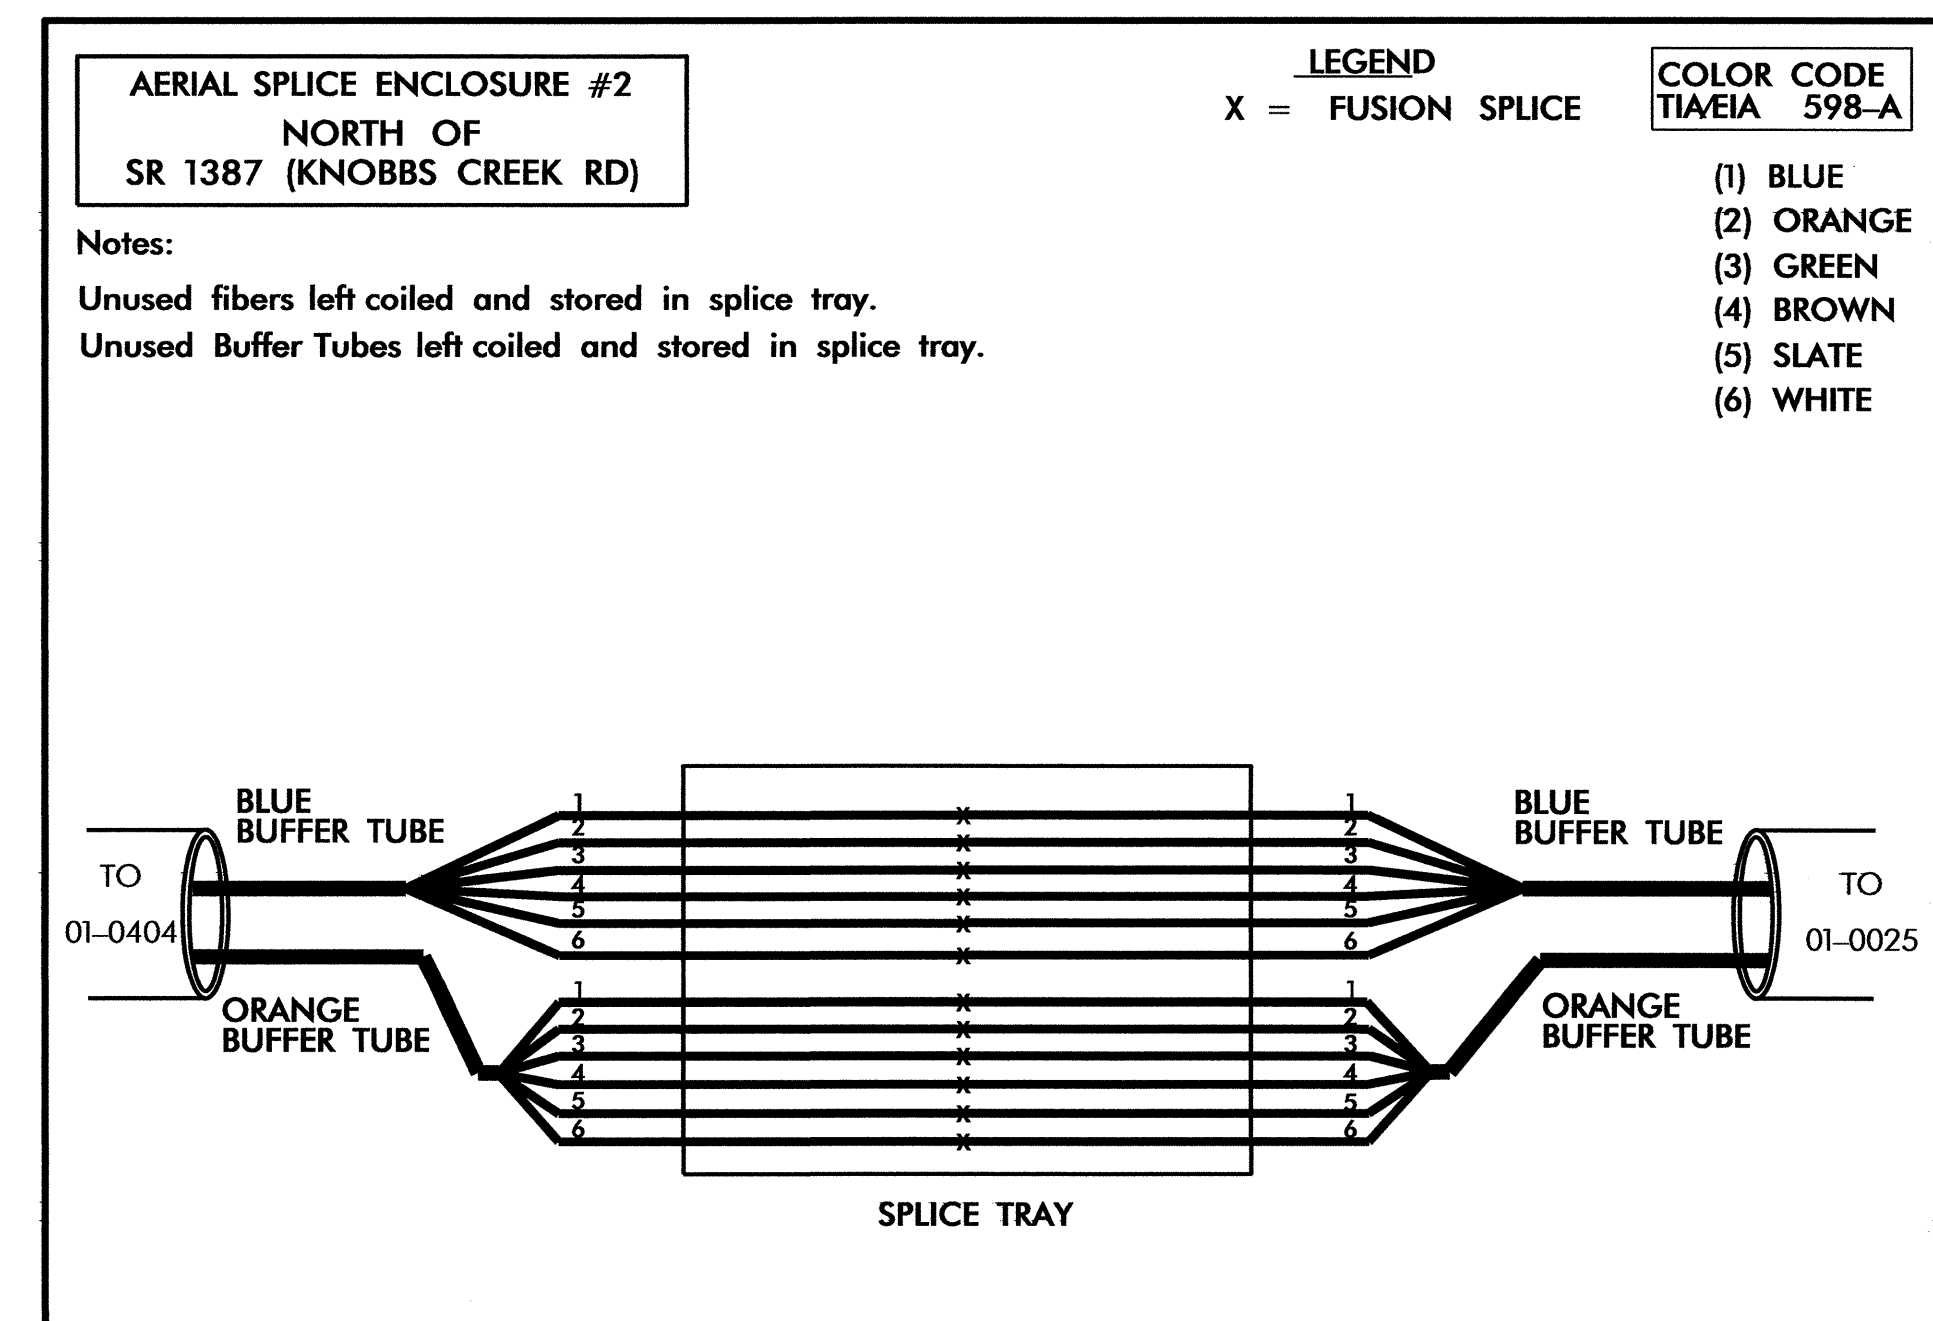 AERIAL SPLICE ENCLOSURE #2
NORTH OF
SR 1387 (KNOBBS CREEK RD)
LEGEND
X = FUSION SPLICE
COLOR CODE
TIA/EIA 598-A
(1) BLUE
(2) ORANGE
(3) GREEN
(4) BROWN
(5) SLATE
(6) WHITE
Notes:
Unused fibers left coiled and stored in splice tray.
Unused Buffer Tubes left coiled and stored in splice tray.
BLUE
BUFFER TUBE
TO
01-0404
ORANGE
BUFFER TUBE
1 X 1
2 X 2
3 X 3
4 X 4
5 X 5
6 X 6
1 X 1
2 X 2
3 X 3
4 X 4
5 X 5
6 X 6
BLUE
BUFFER TUBE
TO
01-0025
ORANGE
BUFFER TUBE
SPLICE TRAY